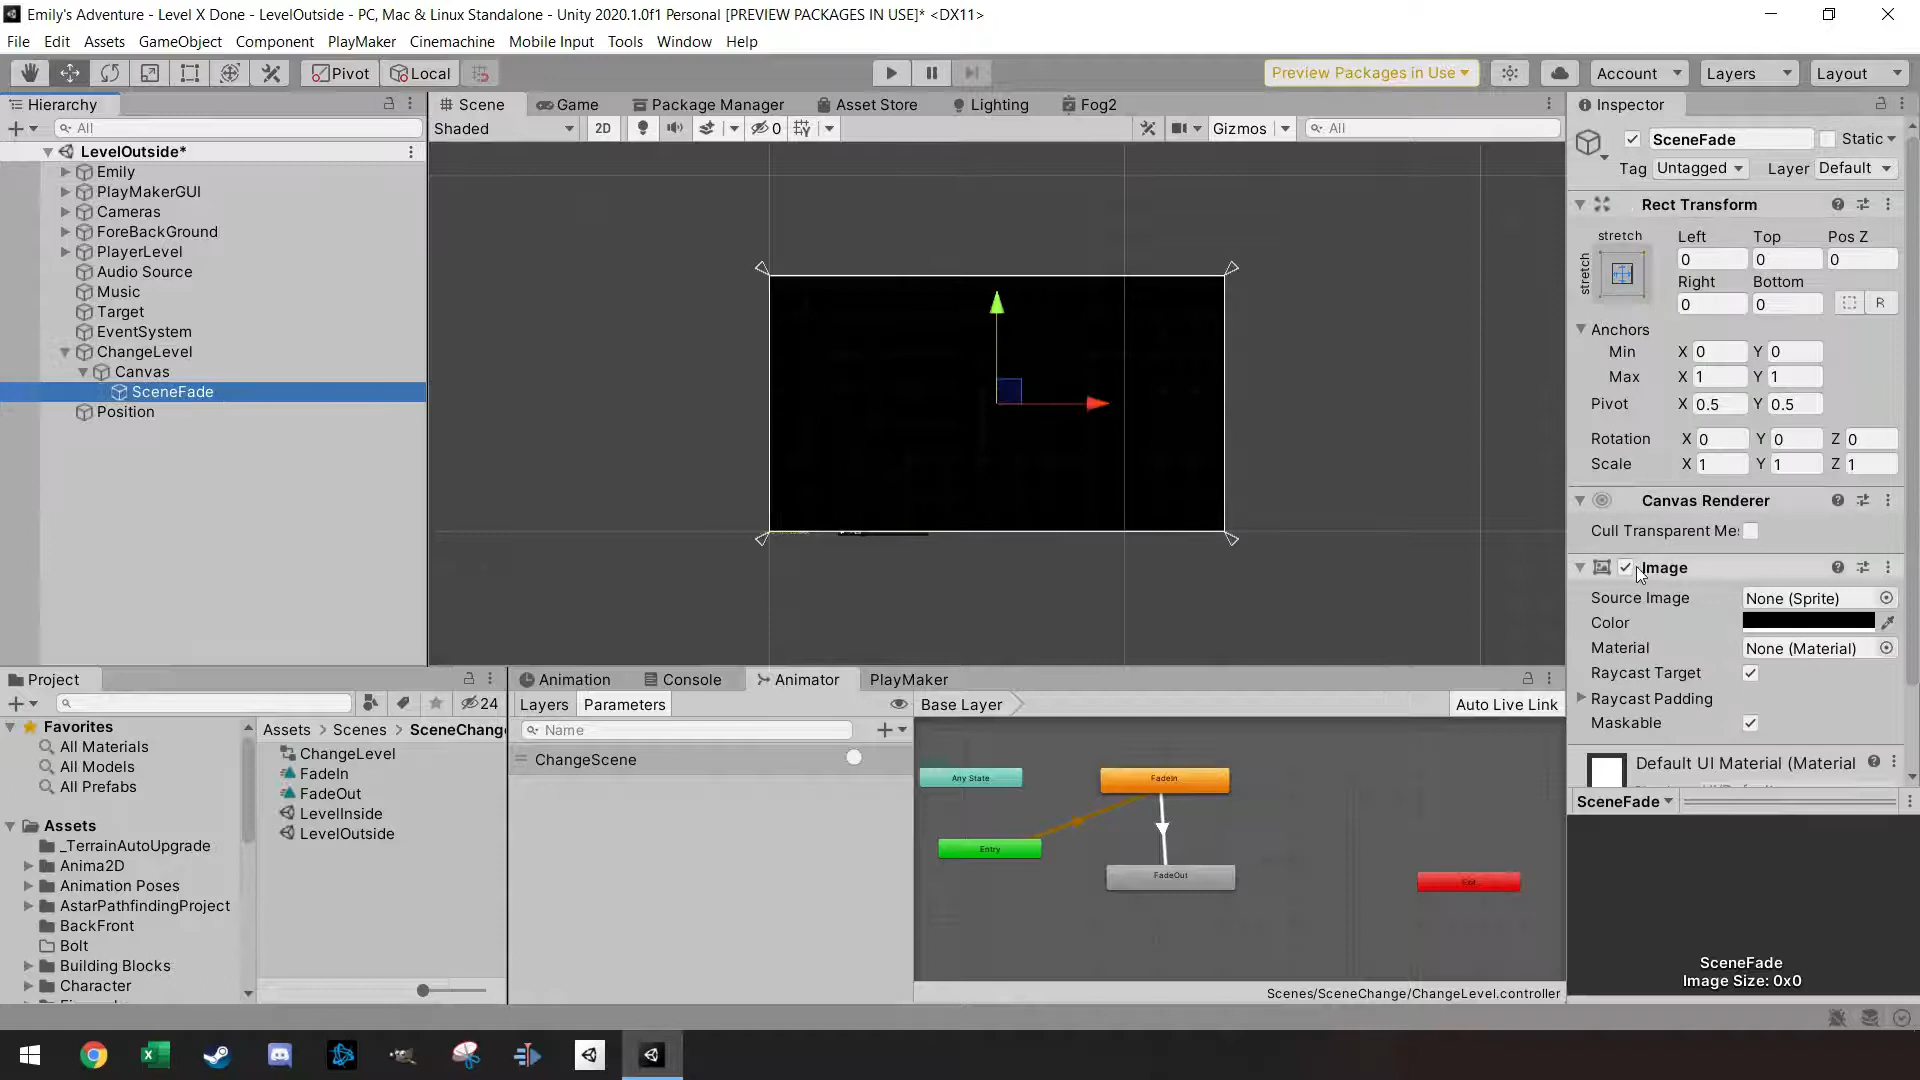 Emily's Adventure - Level X Done - LevelOutside - PC, Mac & Linux Standalone - Unity 2020.1.0f1 Personal [PREVIEW PACKAGES IN USE]* <DX11>
File Edit Assets GameObject Component PlayMaker Cinemachine Mobile Input Tools Window Help
Pivot Local Preview Packages in Use Account Layers Layout
Hierarchy
All
LevelOutside*
Emily
PlayMakerGUI
Cameras
ForeBackGround
PlayerLevel
Audio Source
Music
Target
EventSystem
ChangeLevel
Canvas
SceneFade
Position
Scene Game Package Manager Asset Store Lighting Fog2
Shaded 2D 0 Gizmos All
Inspector
SceneFade Static
Tag Untagged Layer Default
Rect Transform
stretch
stretch
Left Top Pos Z
0 0 0
Right Bottom
0 0 R
Anchors
Min X 0 Y 0
Max X 1 Y 1
Pivot X 0.5 Y 0.5
Rotation X 0 Y 0 Z 0
Scale X 1 Y 1 Z 1
Canvas Renderer
Cull Transparent Me
Image
Source Image None (Sprite)
Color
Material None (Material)
Raycast Target
Raycast Padding
Maskable
Default UI Material (Material
SceneFade
SceneFade
Image Size: 0x0
Project
24
Favorites
All Materials
All Models
All Prefabs
Assets
_TerrainAutoUpgrade
Anima2D
Animation Poses
AstarPathfindingProject
BackFront
Bolt
Building Blocks
Character
Assets Scenes SceneChang
ChangeLevel
FadeIn
FadeOut
LevelInside
LevelOutside
Animation Console Animator PlayMaker
Layers Parameters Base Layer Auto Live Link
Name
ChangeScene
Any State
FadeIn
Entry
FadeOut
Exit
Scenes/SceneChange/ChangeLevel.controller